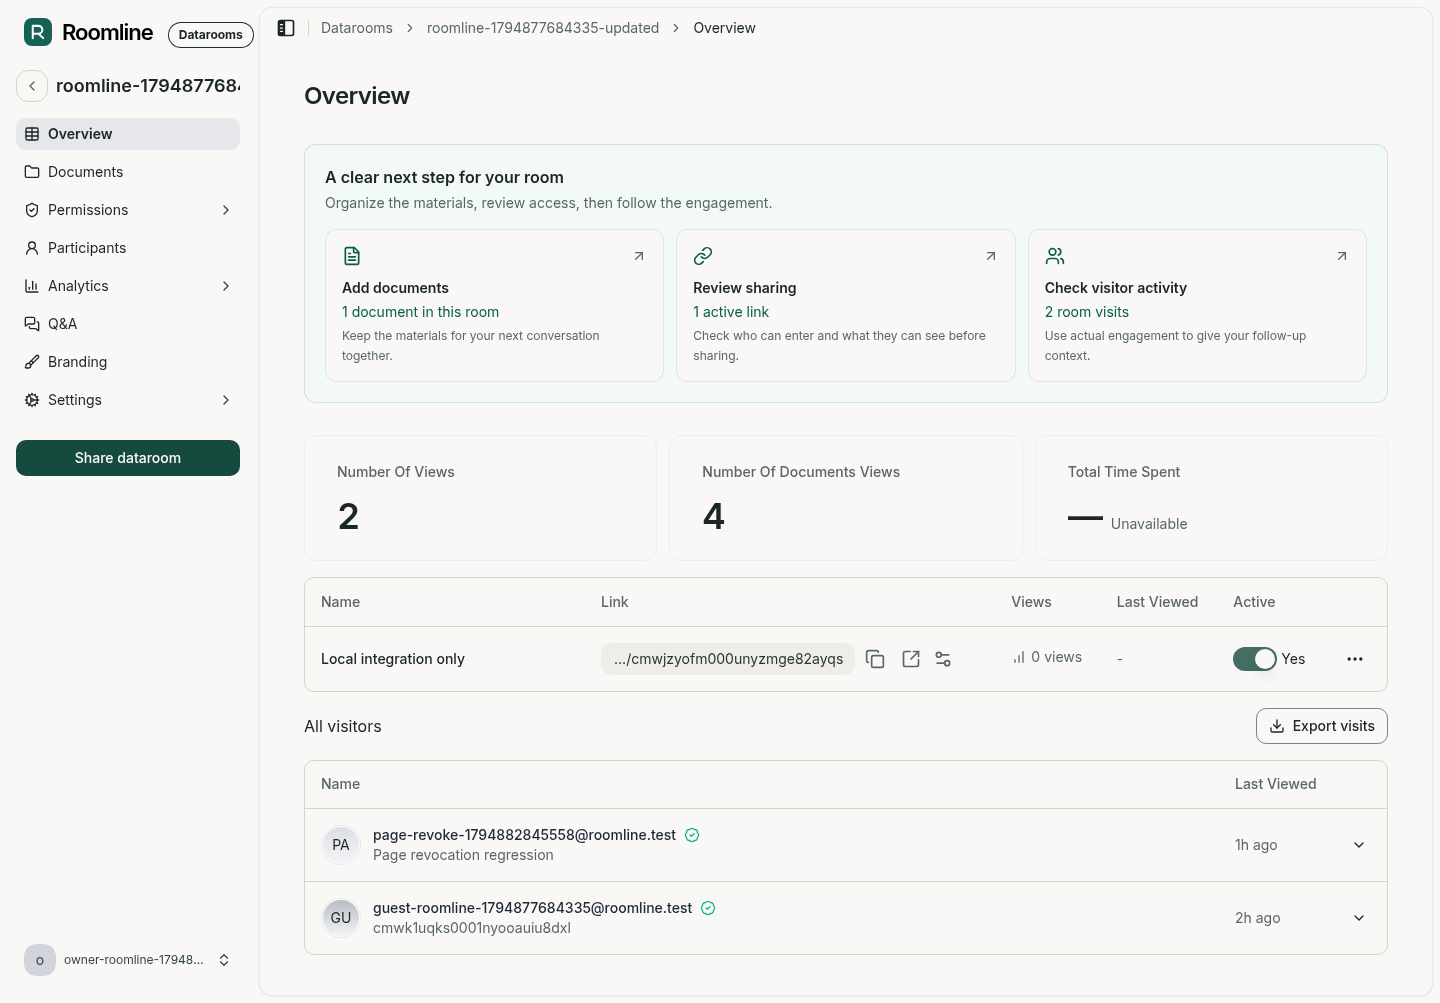 Roomline
Datarooms
Datarooms > roomline-1794877684335-updated > Overview
roomline-179487768
Overview
Documents
Permissions
Participants
Analytics
Q&A
Branding
Settings
Share dataroom
owner-roomline-17948...
Overview
A clear next step for your room
Organize the materials, review access, then follow the engagement.
Add documents
1 document in this room
Keep the materials for your next conversation
together.
Review sharing
1 active link
Check who can enter and what they can see before
sharing.
Check visitor activity
2 room visits
Use actual engagement to give your follow-up
context.
Number Of Views
2
Number Of Documents Views
4
Total Time Spent
— Unavailable
Name Link Views Last Viewed Active
Local integration only .../cmwjzyofm000unyzmge82ayqs 0 views - Yes
All visitors
Export visits
Name Last Viewed
PA
page-revoke-1794882845558@roomline.test
Page revocation regression
1h ago
GU
guest-roomline-1794877684335@roomline.test
cmwk1uqks0001nyooauiu8dxl
2h ago
o